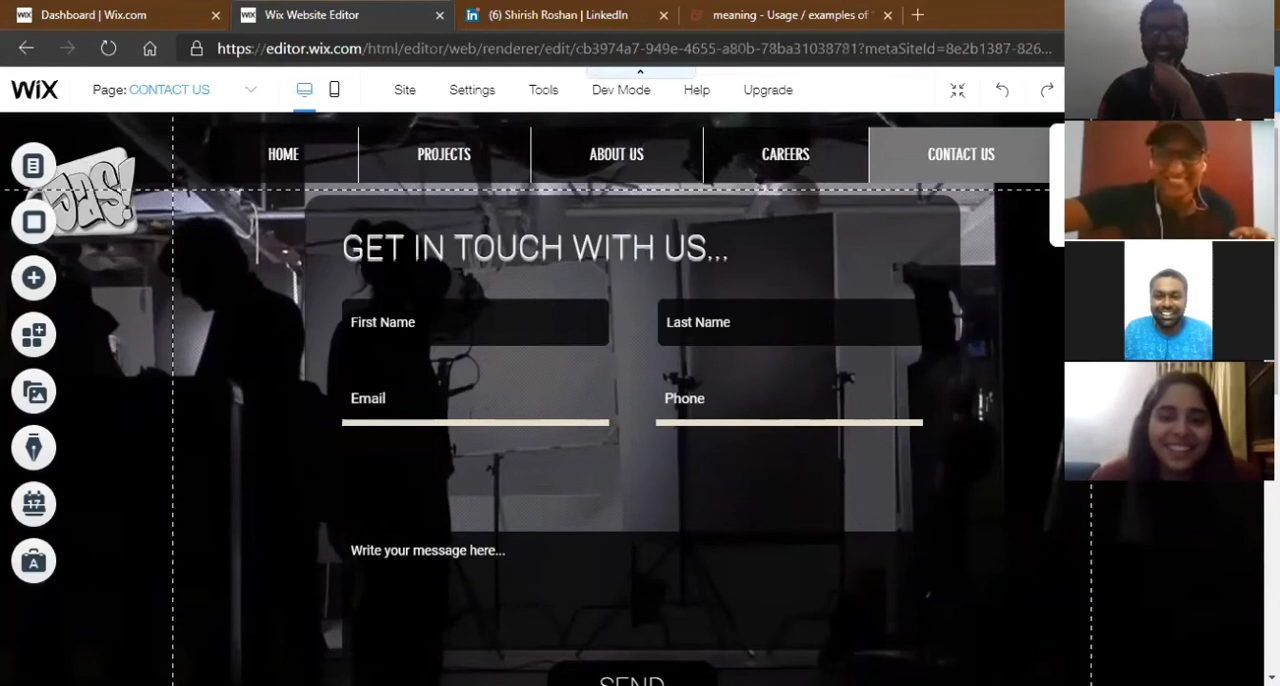 Dashboard | Wix.com
Wix Website Editor
(6) Shirish Roshan | LinkedIn
meaning - Usage / examples of "
https://editor.wix.com/html/editor/web/renderer/edit/cb3974a7-949e-4655-a80b-78ba31038781?metaSiteId=8e2b1387-826...
WiX
Page: CONTACT US
Site
Settings
Tools
Dev Mode
Help
Upgrade
HOME
PROJECTS
ABOUT US
CAREERS
CONTACT US
Jas!
GET IN TOUCH WITH US...
First Name
Last Name
Email
Phone
17
A
Write your message here...
SEND